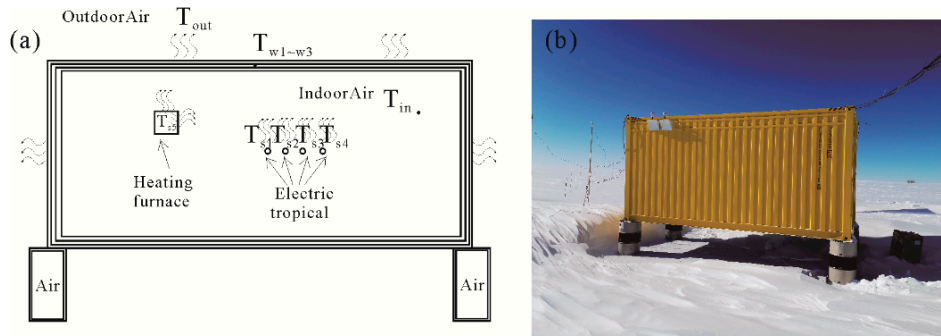 (a)
OutdoorAir
T_out
T_w1~w3
IndoorAir
T_in
T_s5
T_s1 T_s2 T_s3 T_s4
Heating
furnace
Electric
tropical
Air
Air
(b)